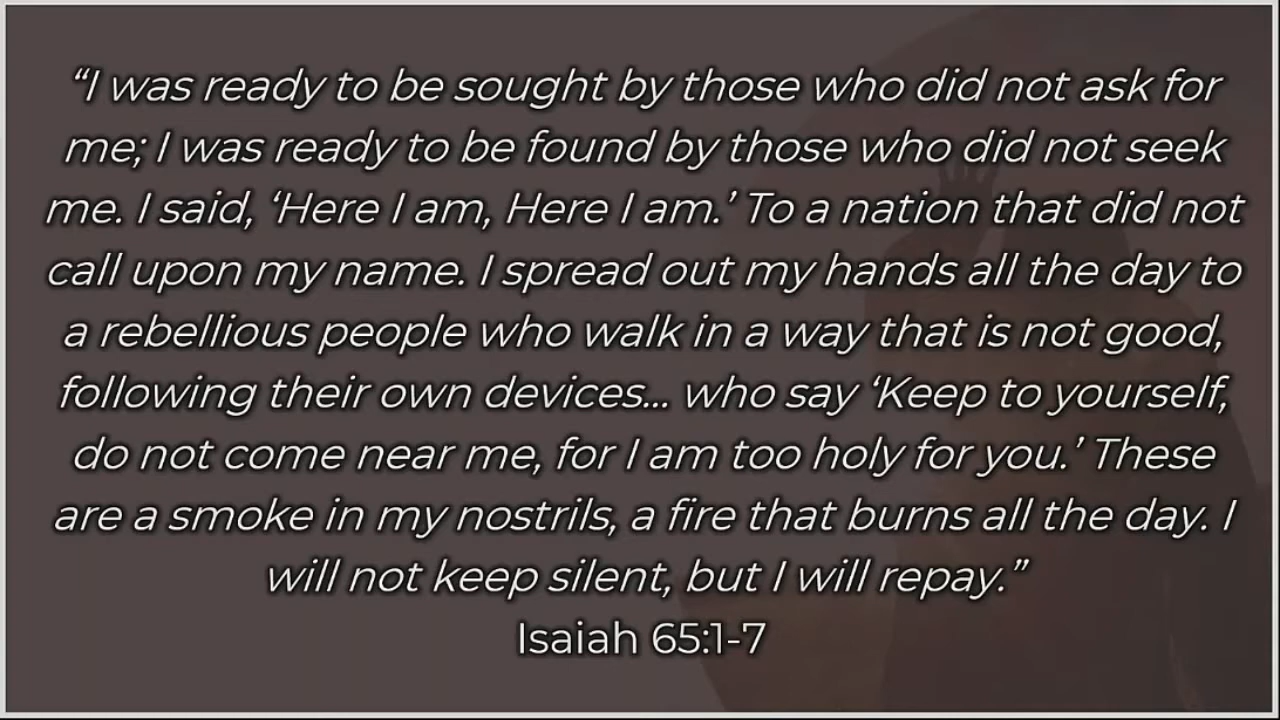 “I was ready to be sought by those who did not ask for
me; I was ready to be found by those who did not seek
me. I said, ‘Here I am, Here I am.’ To a nation that did not
call upon my name. I spread out my hands all the day to
a rebellious people who walk in a way that is not good,
following their own devices... who say ‘Keep to yourself,
do not come near me, for I am too holy for you.’ These
are a smoke in my nostrils, a fire that burns all the day. I
will not keep silent, but I will repay.”
Isaiah 65:1-7